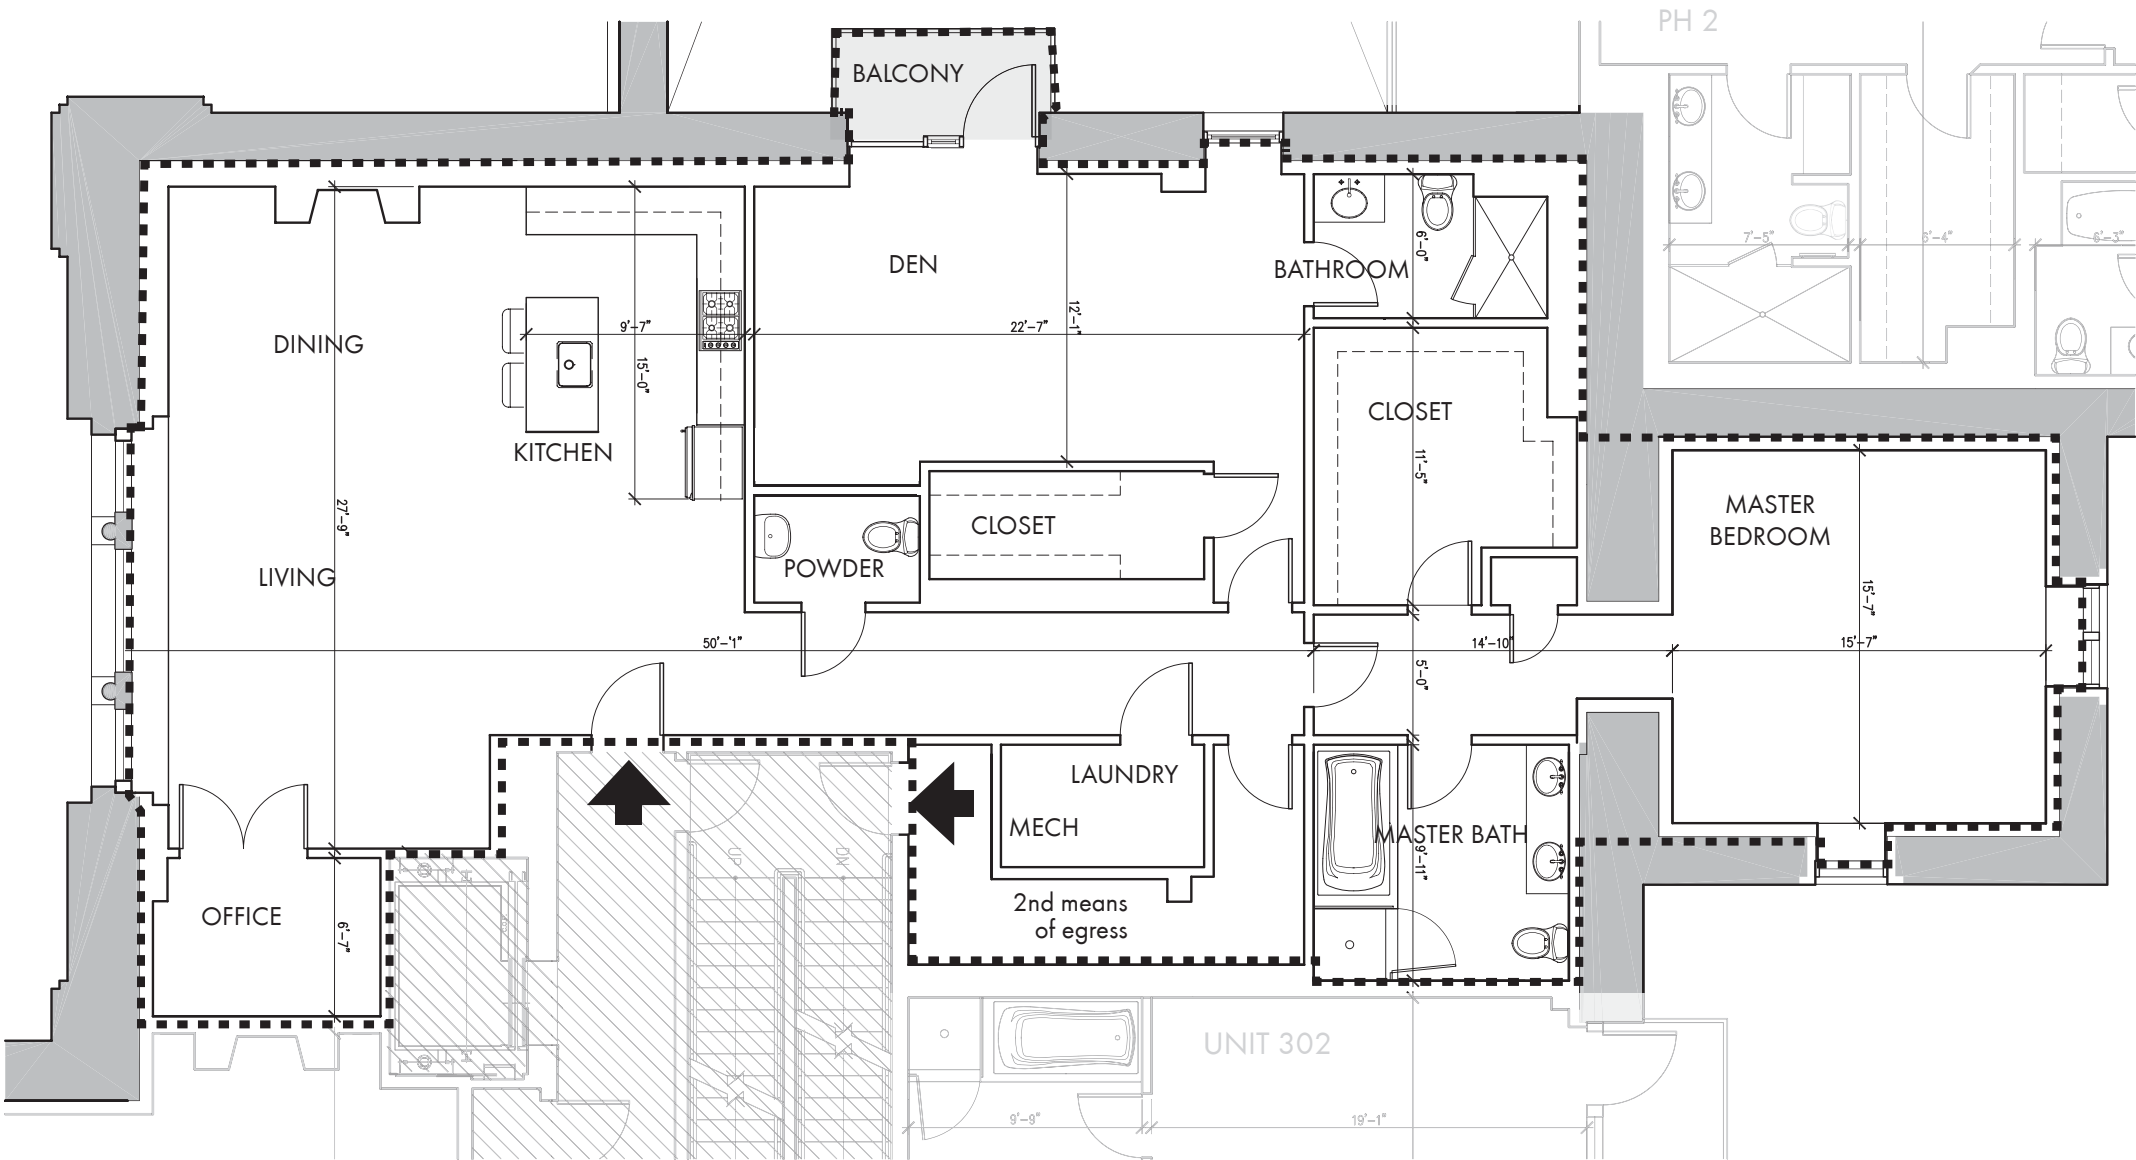 PH 2
BALCONY
7'-5"
6'-4"
6'-3"
6'-0"
DEN
BATHROOM
12'-1"
9'-7"
22'-7"
DINING
15'-0"
CLOSET
KITCHEN
11'-5"
27'-9"
MASTER
BEDROOM
CLOSET
LIVING
POWDER
15'-7"
50'-1"
14'-10"
15'-7"
5'-0"
LAUNDRY
MECH
MASTER BATH
UP
DN
9'-11"
2nd means
of egress
OFFICE
6'-7"
UNIT 302
9'-9"
19'-1"